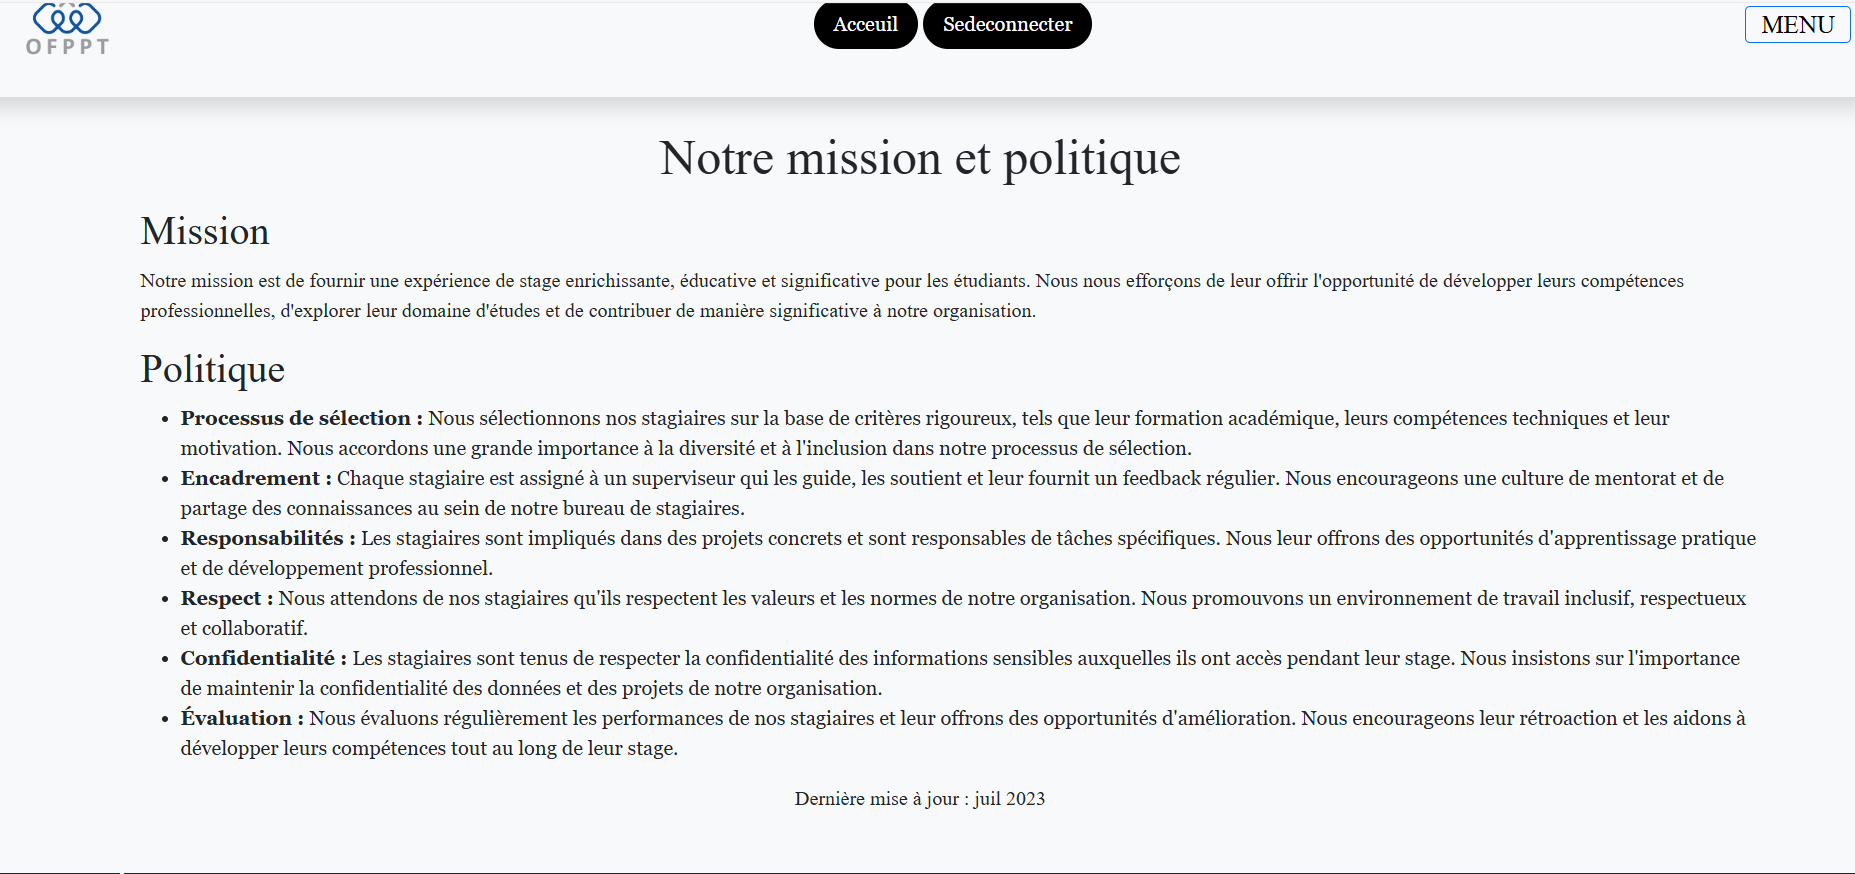 OFPPT
Acceuil
Sedeconnecter
MENU
Notre mission et politique
Mission
Notre mission est de fournir une expérience de stage enrichissante, éducative et significative pour les étudiants. Nous nous efforçons de leur offrir l'opportunité de développer leurs compétences
professionnelles, d'explorer leur domaine d'études et de contribuer de manière significative à notre organisation.
Politique
• Processus de sélection : Nous sélectionnons nos stagiaires sur la base de critères rigoureux, tels que leur formation académique, leurs compétences techniques et leur
motivation. Nous accordons une grande importance à la diversité et à l'inclusion dans notre processus de sélection.
• Encadrement : Chaque stagiaire est assigné à un superviseur qui les guide, les soutient et leur fournit un feedback régulier. Nous encourageons une culture de mentorat et de
partage des connaissances au sein de notre bureau de stagiaires.
• Responsabilités : Les stagiaires sont impliqués dans des projets concrets et sont responsables de tâches spécifiques. Nous leur offrons des opportunités d'apprentissage pratique
et de développement professionnel.
• Respect : Nous attendons de nos stagiaires qu'ils respectent les valeurs et les normes de notre organisation. Nous promouvons un environnement de travail inclusif, respectueux
et collaboratif.
• Confidentialité : Les stagiaires sont tenus de respecter la confidentialité des informations sensibles auxquelles ils ont accès pendant leur stage. Nous insistons sur l'importance
de maintenir la confidentialité des données et des projets de notre organisation.
• Évaluation : Nous évaluons régulièrement les performances de nos stagiaires et leur offrons des opportunités d'amélioration. Nous encourageons leur rétroaction et les aidons à
développer leurs compétences tout au long de leur stage.
Dernière mise à jour : juil 2023